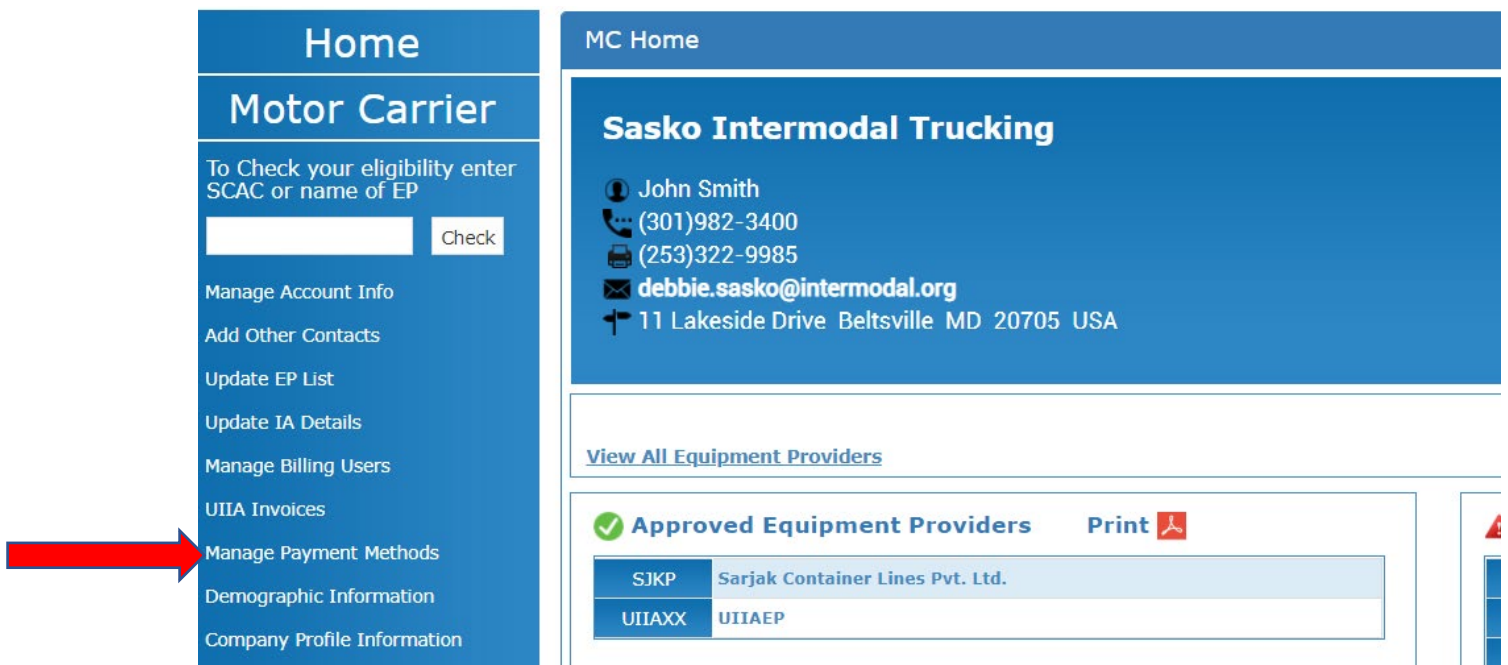 Home
Motor Carrier
To Check your eligibility enter
SCAC or name of EP
Check
Manage Account Info
Add Other Contacts
Update EP List
Update IA Details
Manage Billing Users
UIIA Invoices
Manage Payment Methods
Demographic Information
Company Profile Information
MC Home
Sasko Intermodal Trucking
John Smith
(301)982-3400
(253)322-9985
debbie.sasko@intermodal.org
11 Lakeside Drive Beltsville MD 20705 USA
View All Equipment Providers
Approved Equipment Providers Print
SJKP Sarjak Container Lines Pvt. Ltd.
UIIAXX UIIAEP